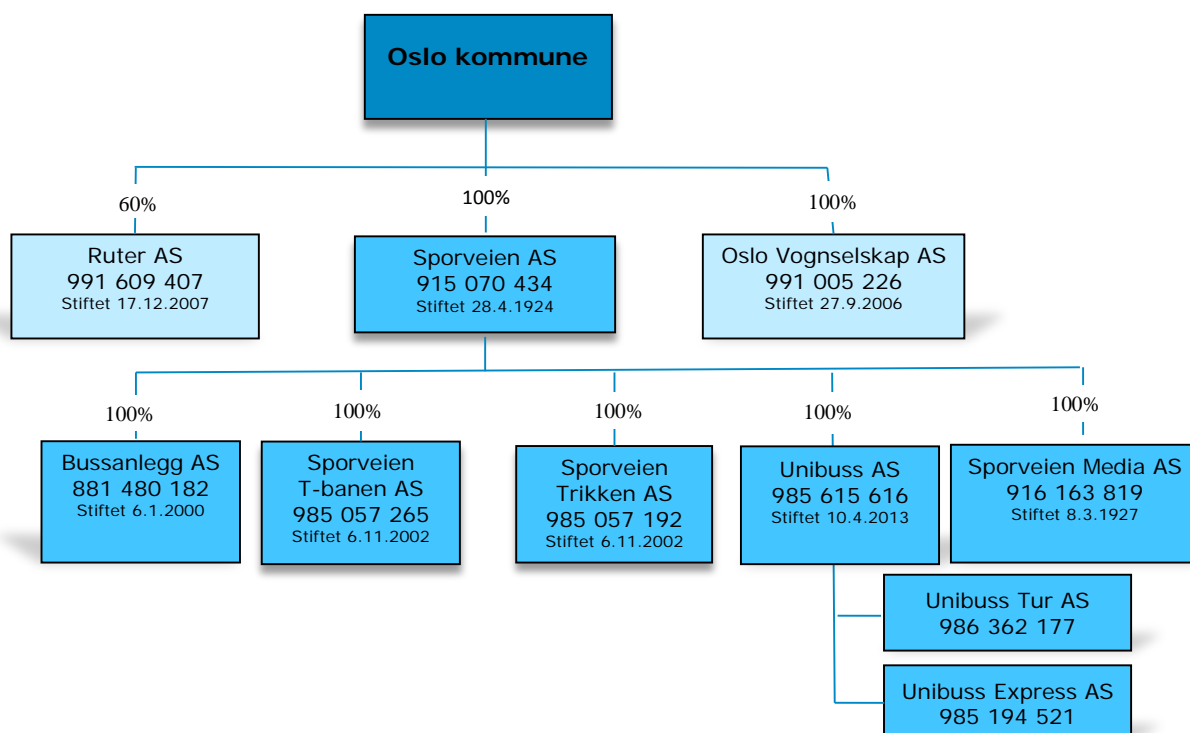 Oslo kommune
60%
100%
100%
Ruter AS
991 609 407
Stiftet 17.12.2007
Sporveien AS
915 070 434
Stiftet 28.4.1924
Oslo Vognselskap AS
991 005 226
Stiftet 27.9.2006
100%
100%
100%
100%
100%
Bussanlegg AS
881 480 182
Stiftet 6.1.2000
Sporveien
T-banen AS
985 057 265
Stiftet 6.11.2002
Sporveien
Trikken AS
985 057 192
Stiftet 6.11.2002
Unibuss AS
985 615 616
Stiftet 10.4.2013
Sporveien Media AS
916 163 819
Stiftet 8.3.1927
Unibuss Tur AS
986 362 177
Unibuss Express AS
985 194 521